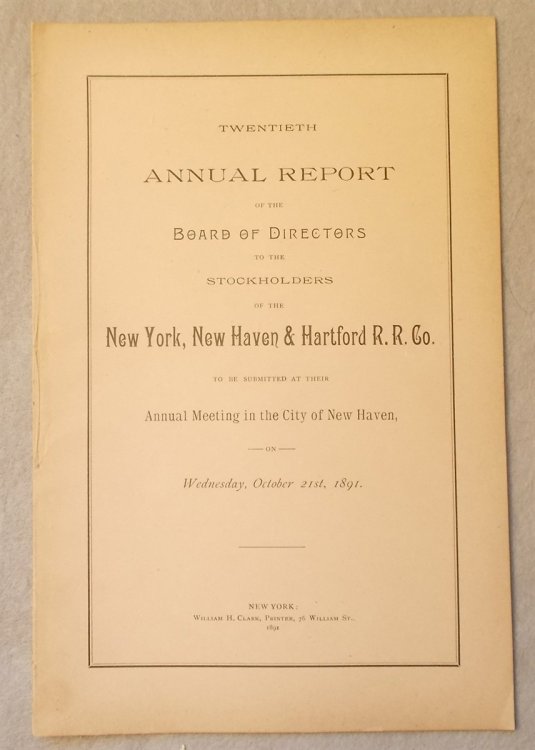 TWENTIETH
ANNUAL REPORT
OF THE
BOARD OF DIRECTORS
TO THE
STOCKHOLDERS
OF THE
New York, New Haven & Hartford R. R. Co.
TO BE SUBMITTED AT THEIR
Annual Meeting in the City of New Haven,
— ON —
Wednesday, October 21st, 1891.
NEW YORK:
WILLIAM H. CLARK, PRINTER, 76 WILLIAM ST.,
1891